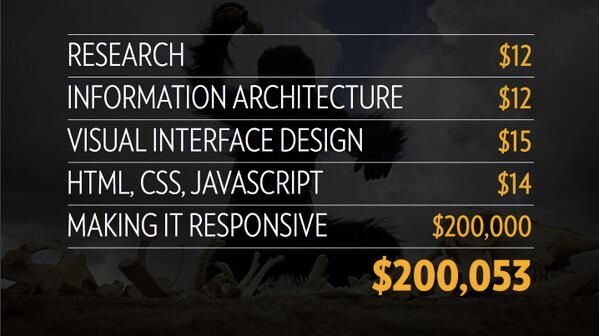 RESEARCH $12
INFORMATION ARCHITECTURE $12
VISUAL INTERFACE DESIGN $15
HTML, CSS, JAVASCRIPT $14
MAKING IT RESPONSIVE $200,000
$200,053